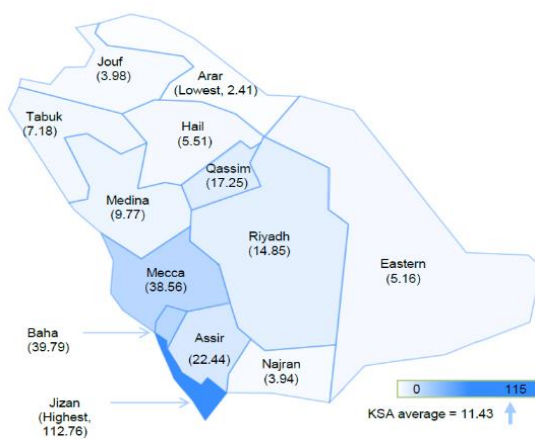 Jouf
(3.98)
Arar
(Lowest, 2.41)
Tabuk
(7.18)
Hail
(5.51)
Qassim
(17.25)
Medina
(9.77)
Riyadh
(14.85)
Eastern
(5.16)
Mecca
(38.56)
Baha
(39.79)
Assir
(22.44)
Najran
(3.94)
Jizan
(Highest,
112.76)
0 115
KSA average = 11.43